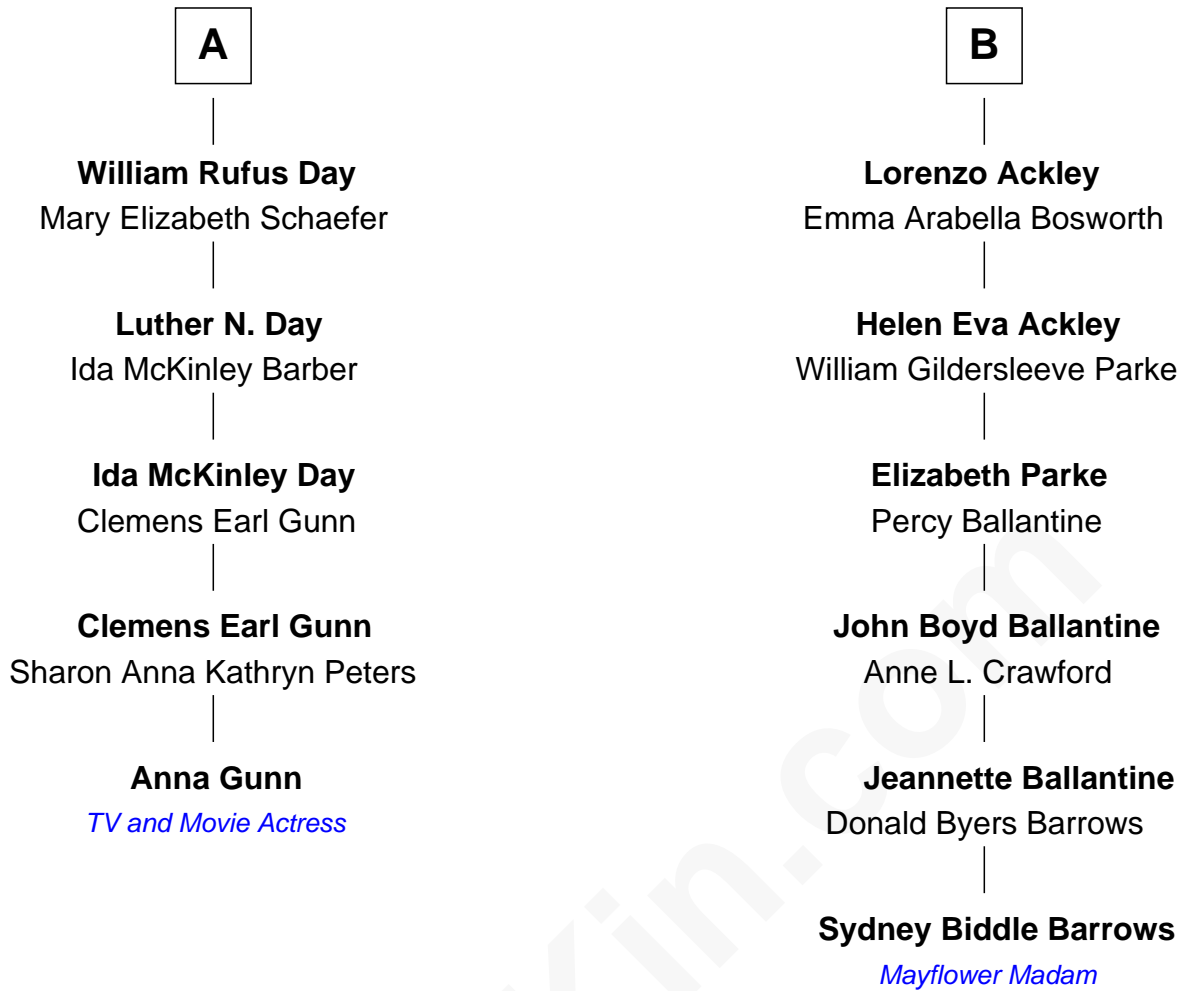 A
William Rufus Day
Mary Elizabeth Schaefer
Luther N. Day
Ida McKinley Barber
Ida McKinley Day
Clemens Earl Gunn
Clemens Earl Gunn
Sharon Anna Kathryn Peters
Anna Gunn
TV and Movie Actress
B
Lorenzo Ackley
Emma Arabella Bosworth
Helen Eva Ackley
William Gildersleeve Parke
Elizabeth Parke
Percy Ballantine
John Boyd Ballantine
Anne L. Crawford
Jeannette Ballantine
Donald Byers Barrows
Sydney Biddle Barrows
Mayflower Madam
Kin.com